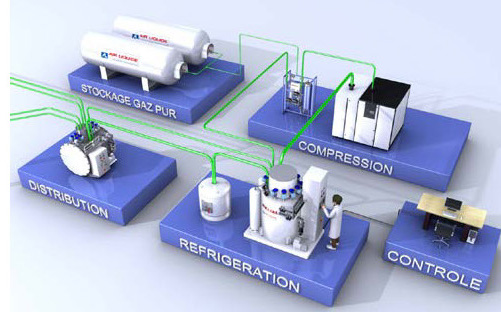 AIR LIQUIDE
AIR LIQUIDE
STOCKAGE GAZ PUR
COMPRESSION
DISTRIBUTION
REFRIGERATION
CONTROLE